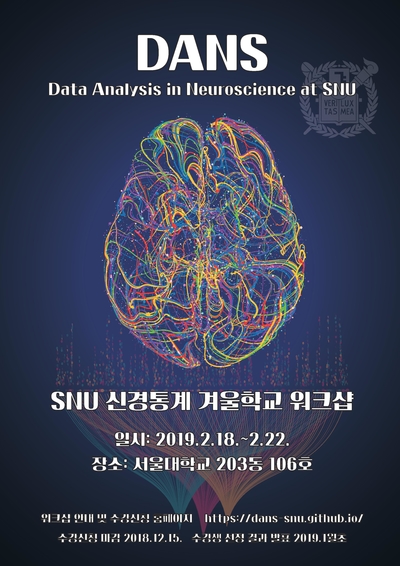 DANS
Data Analysis in Neuroscience at SNU
VERI LUX
TAS MEA
SNU 신경통계 겨울학교 워크샵
일시: 2019.2.18.~2.22.
장소: 서울대학교 203동 106호
워크샵 안내 및 수강신청 홈페이지 https://dans-snu.github.io/
수강신청 마감 2018.12.15. 수강생 선정 결과 발표 2019.1월초